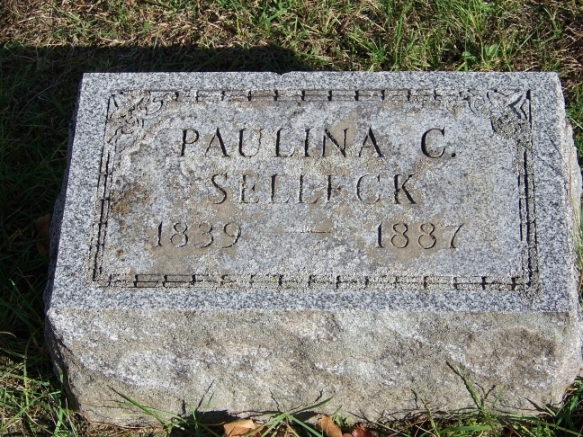 PAULINA C.
SELLECK
1839 — 1887